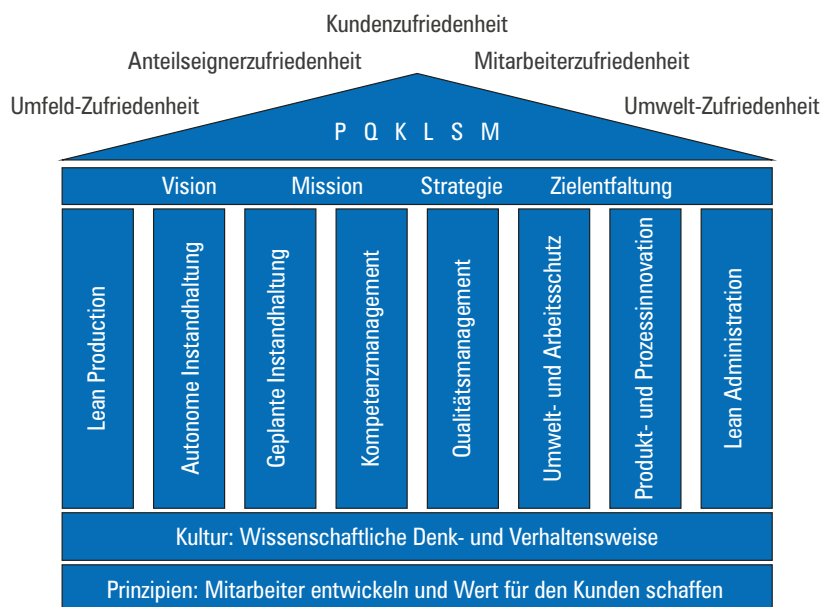 Kundenzufriedenheit
Anteilseignerzufriedenheit
Mitarbeiterzufriedenheit
Umfeld-Zufriedenheit
Umwelt-Zufriedenheit
P Q K L S M
Vision Mission Strategie Zielentfaltung
Lean Production
Autonome Instandhaltung
Geplante Instandhaltung
Kompetenzmanagement
Qualitätsmanagement
Umwelt- und Arbeitsschutz
Produkt- und Prozessinnovation
Lean Administration
Kultur: Wissenschaftliche Denk- und Verhaltensweise
Prinzipien: Mitarbeiter entwickeln und Wert für den Kunden schaffen